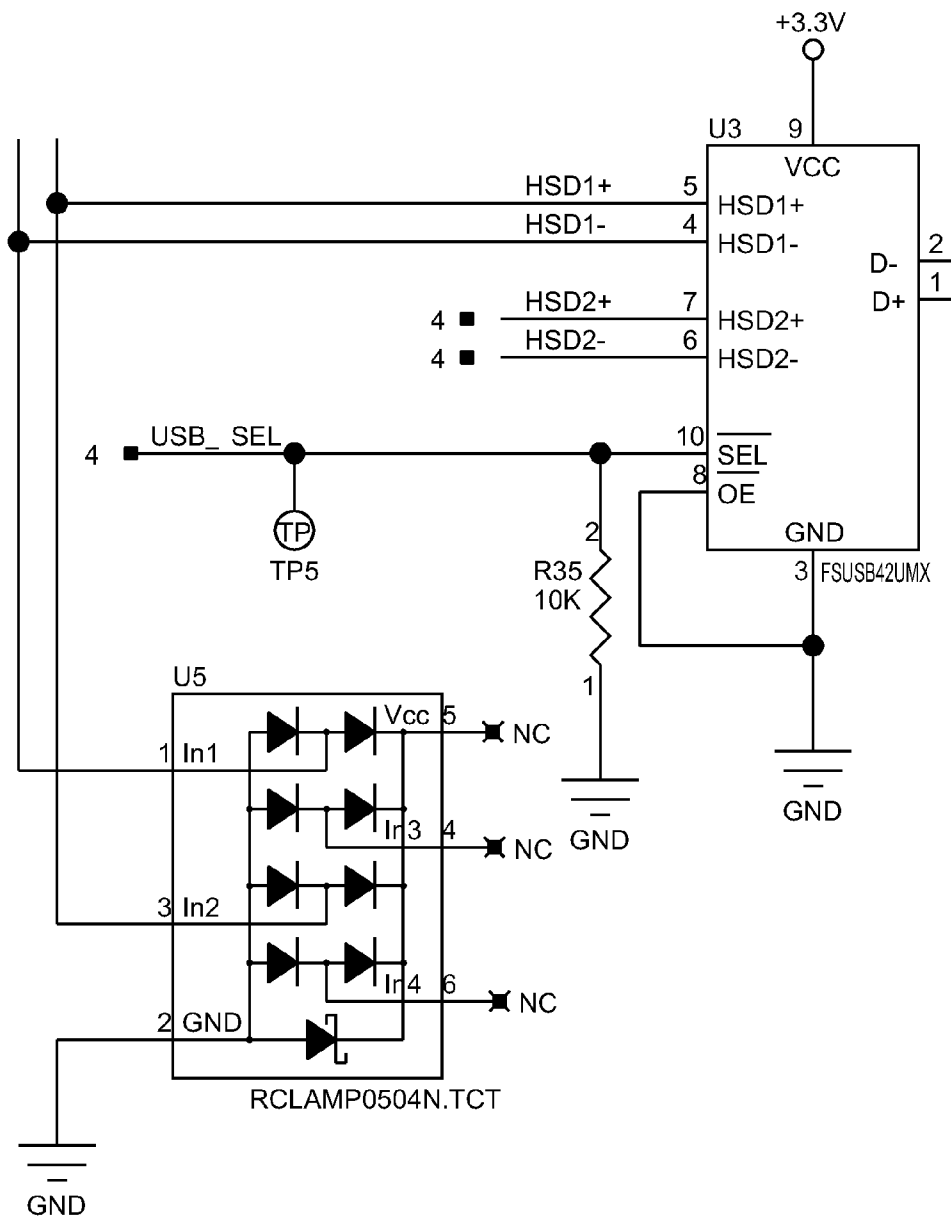 +3.3V
U3
9
VCC
HSD1+
5
HSD1+
HSD1-
4
HSD1-
D-
2
D+
1
4
HSD2+
7
HSD2+
4
HSD2-
6
HSD2-
4
USB_ SEL
10
SEL
8
OE
TP
TP5
2
R35
10K
1
GND
GND
3
FSUSB42UMX
GND
U5
Vcc
5
NC
1
In1
In3
4
NC
3
In2
In4
6
NC
2
GND
RCLAMP0504N.TCT
GND